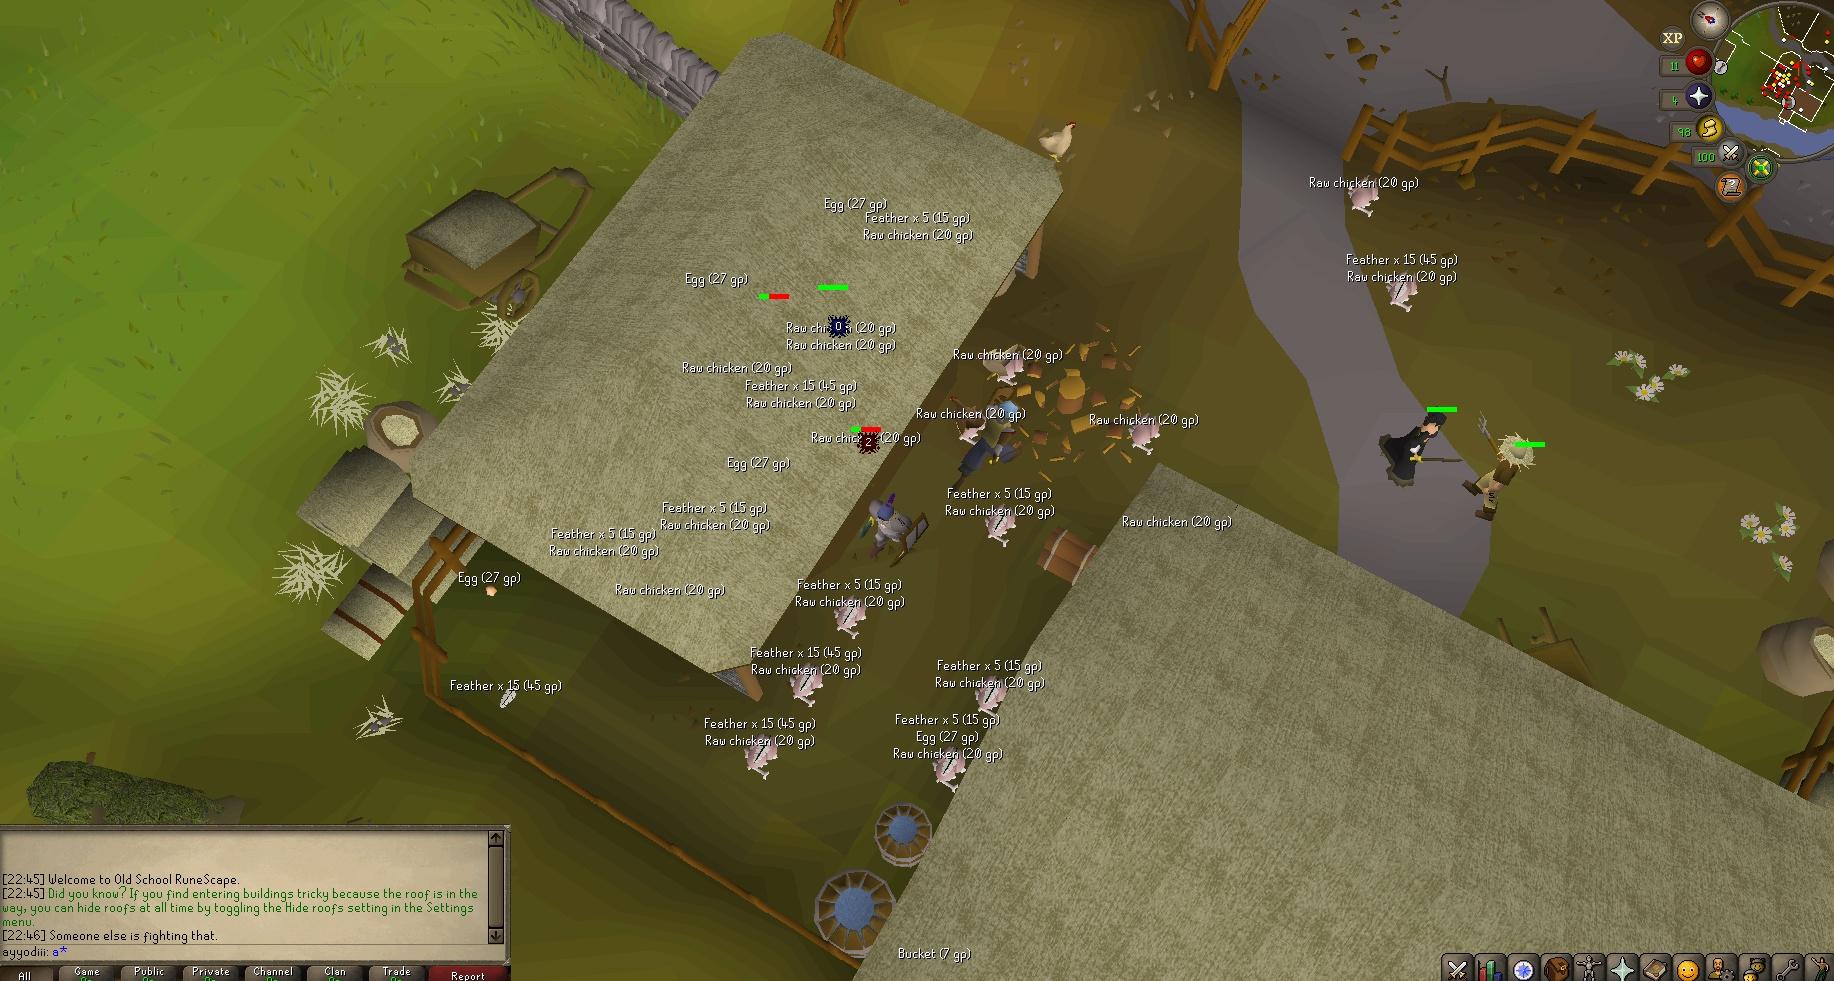 XP
11
4
98
100
Raw chicken (20 gp)
Egg (27 gp)
Feather x 5 (15 gp)
Raw chicken (20 gp)
Feather x 15 (45 gp)
Raw chicken (20 gp)
Egg (27 gp)
Raw chicken (20 gp)
0
Raw chicken (20 gp)
Raw chicken (20 gp)
Raw chicken (20 gp)
Feather x 15 (45 gp)
Raw chicken (20 gp)
Raw chicken (20 gp)
Raw chicken (20 gp)
Raw chicken (20 gp)
2
Egg (27 gp)
Feather x 5 (15 gp)
Raw chicken (20 gp)
Feather x 5 (15 gp)
Raw chicken (20 gp)
Raw chicken (20 gp)
Feather x 5 (15 gp)
Raw chicken (20 gp)
Egg (27 gp)
Raw chicken (20 gp)
Feather x 5 (15 gp)
Raw chicken (20 gp)
Feather x 15 (45 gp)
Raw chicken (20 gp)
Feather x 5 (15 gp)
Raw chicken (20 gp)
Feather x 15 (45 gp)
Feather x 15 (45 gp)
Raw chicken (20 gp)
Feather x 5 (15 gp)
Egg (27 gp)
Raw chicken (20 gp)
Bucket (7 gp)
[22:45] Welcome to Old School RuneScape.
[22:45] Did you know? If you find entering buildings tricky because the roof is in the
way, you can hide roofs at all time by toggling the Hide roofs setting in the Settings
menu.
[22:46] Someone else is fighting that.
ayyodiii: a*
All
Game
Public
Private
Channel
Clan
Trade
Report